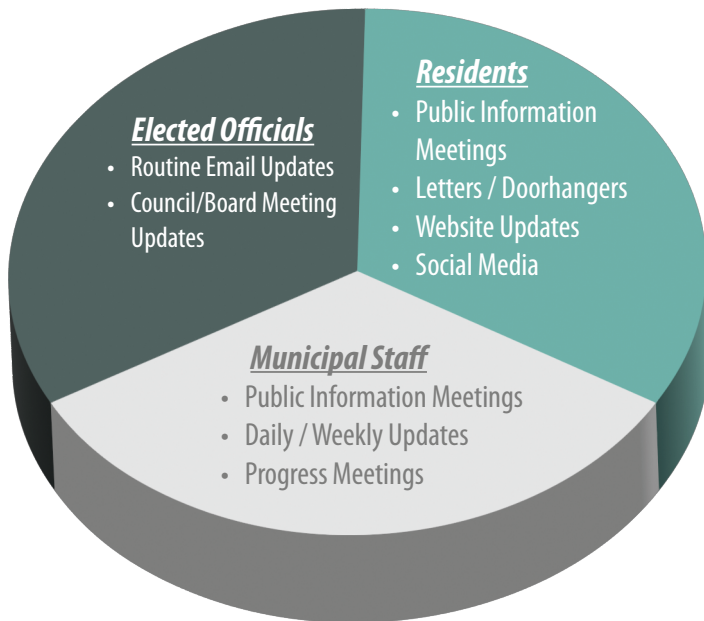 Elected Officials
• Routine Email Updates
• Council/Board Meeting
Updates
Residents
• Public Information
Meetings
• Letters / Doorhangers
• Website Updates
• Social Media
Municipal Staff
• Public Information Meetings
• Daily / Weekly Updates
• Progress Meetings